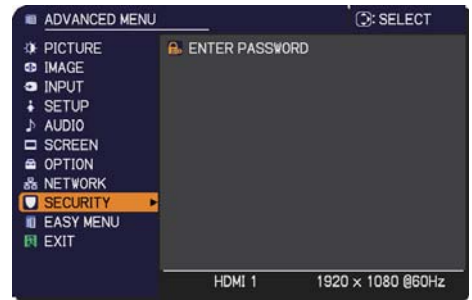 ADVANCED MENU
: SELECT
PICTURE
ENTER PASSWORD
IMAGE
INPUT
SETUP
AUDIO
SCREEN
OPTION
NETWORK
SECURITY
EASY MENU
EXIT
HDMI 1
1920 × 1080 @60Hz